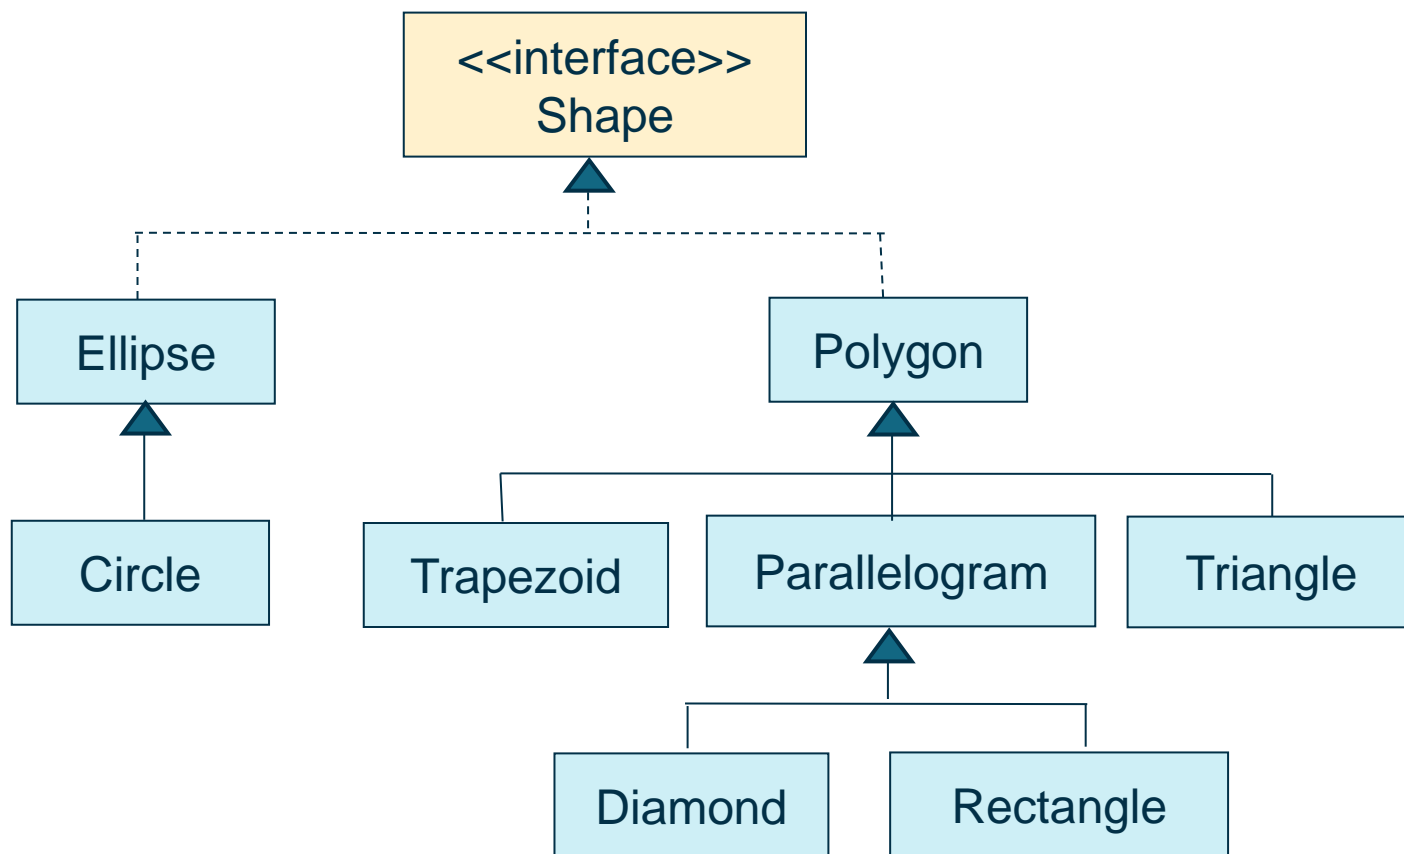 <<interface>>
Shape
Ellipse
Polygon
Circle
Trapezoid
Parallelogram
Triangle
Diamond
Rectangle